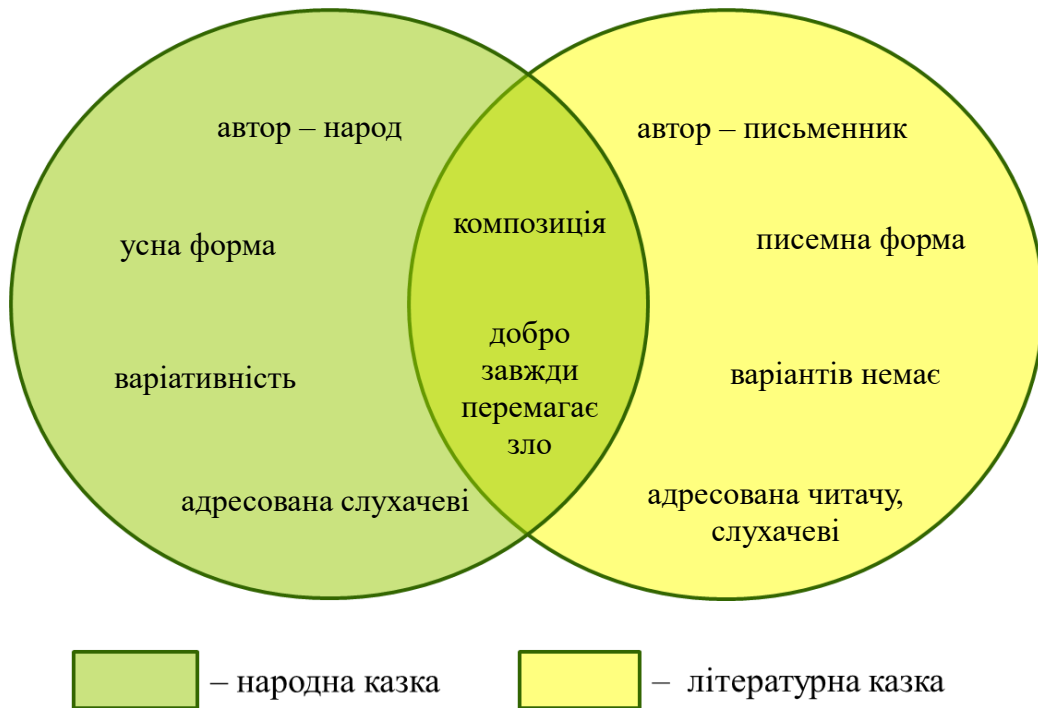 автор – народ
автор – письменник
композиція
усна форма
писемна форма
добро
завжди
перемагає
зло
варіативність
варіантів немає
адресована слухачеві
адресована читачу,
слухачеві
– народна казка
– літературна казка